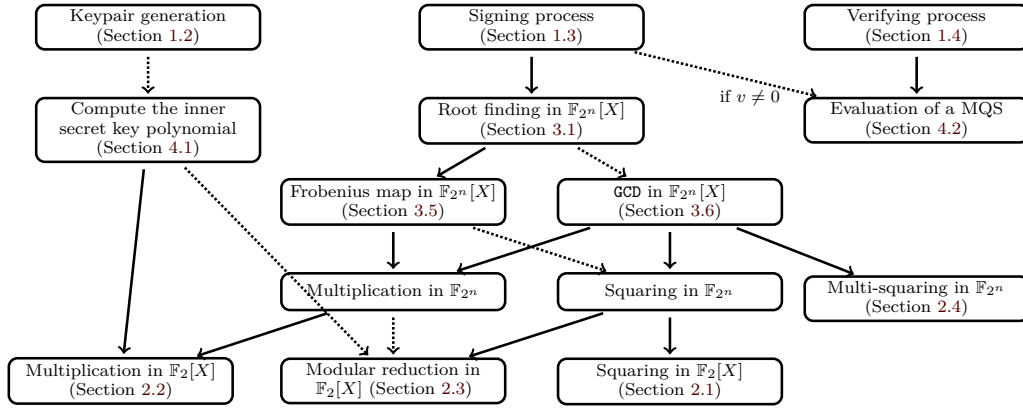 Keypair generation
(Section 1.2)
Signing process
(Section 1.3)
Verifying process
(Section 1.4)
if v ≠ 0
Compute the inner
secret key polynomial
(Section 4.1)
Root finding in 𝔽₂ⁿ[X]
(Section 3.1)
Evaluation of a MQS
(Section 4.2)
Frobenius map in 𝔽₂ⁿ[X]
(Section 3.5)
GCD in 𝔽₂ⁿ[X]
(Section 3.6)
Multiplication in 𝔽₂ⁿ
Squaring in 𝔽₂ⁿ
Multi-squaring in 𝔽₂ⁿ
(Section 2.4)
Multiplication in 𝔽₂[X]
(Section 2.2)
Modular reduction in
𝔽₂[X] (Section 2.3)
Squaring in 𝔽₂[X]
(Section 2.1)